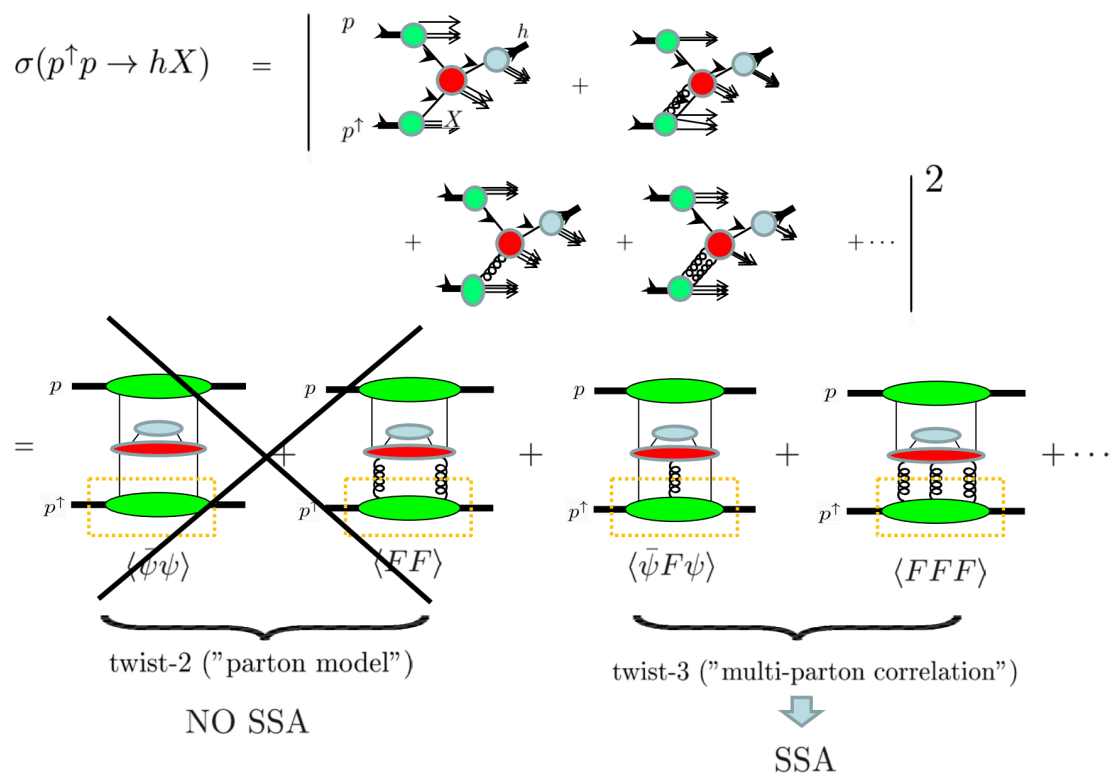 σ(p↑p → hX) =
p h
+
p↑ X
2
+ + +⋯
p p p p
= + + + +⋯
p↑ p↑ p↑ p↑
⟨ψ̄ψ⟩ ⟨FF⟩ ⟨ψ̄Fψ⟩ ⟨FFF⟩
twist-2 ("parton model") twist-3 ("multi-parton correlation")
NO SSA
SSA